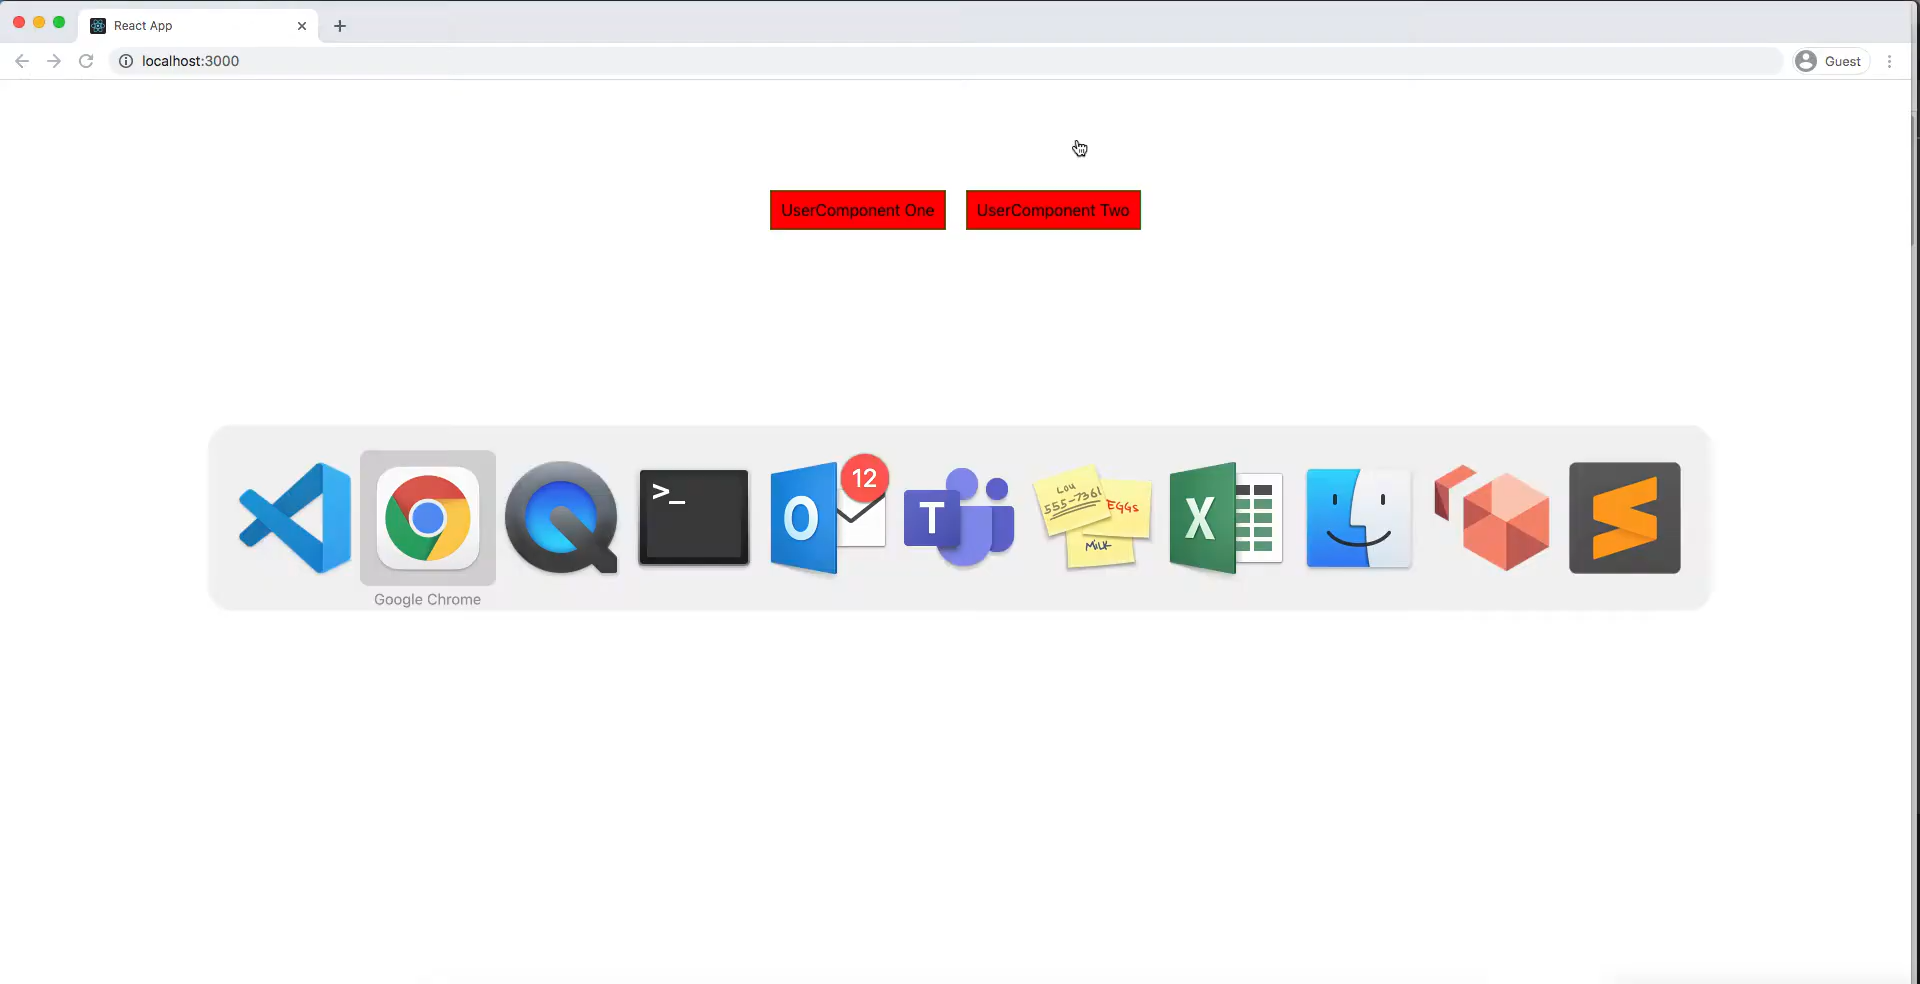 React App
localhost:3000
Guest
UserComponent One
UserComponent Two
>_
O
12
T
Lou
555-7361
EGGS
MILK
X
Google Chrome